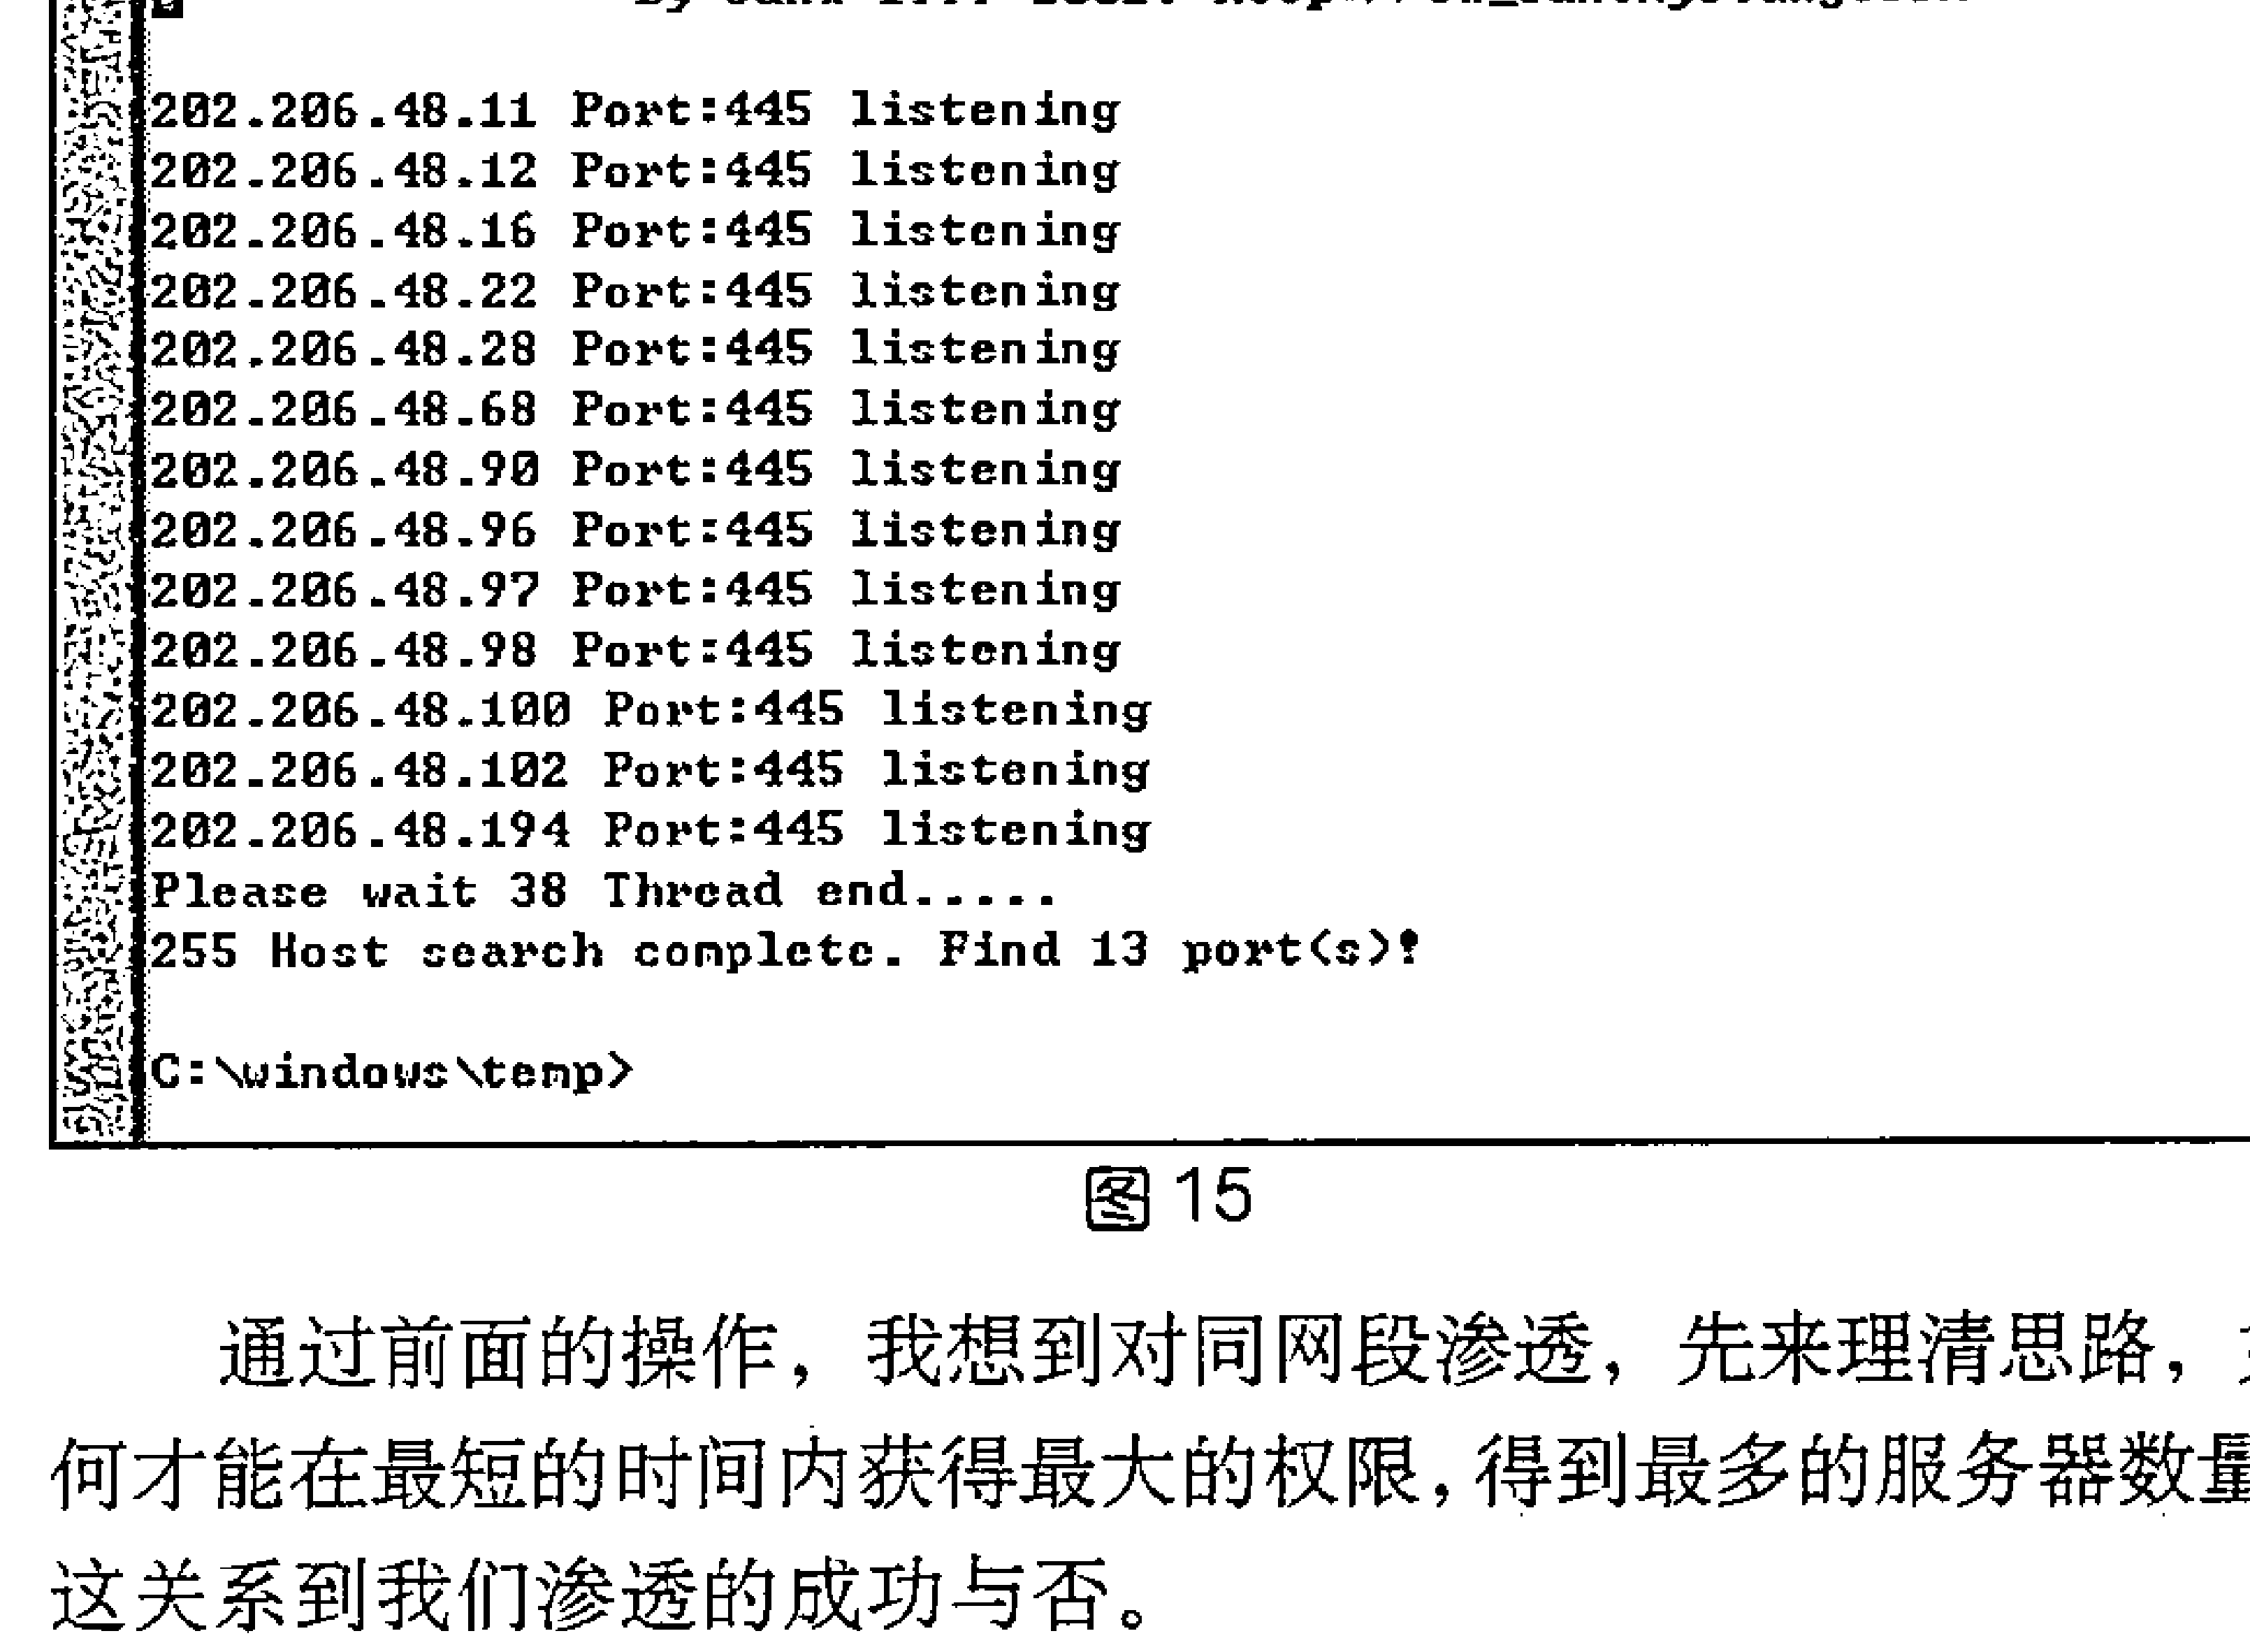 202.206.48.11 Port:445 listening
202.206.48.12 Port:445 listening
202.206.48.16 Port:445 listening
202.206.48.22 Port:445 listening
202.206.48.28 Port:445 listening
202.206.48.68 Port:445 listening
202.206.48.90 Port:445 listening
202.206.48.96 Port:445 listening
202.206.48.97 Port:445 listening
202.206.48.98 Port:445 listening
202.206.48.100 Port:445 listening
202.206.48.102 Port:445 listening
202.206.48.194 Port:445 listening
Please wait 38 Thread end.....
255 Host search complete. Find 13 port(s)!
C:\windows\temp>
图 15
通过前面的操作，我想到对同网段渗透，先来理清思路，
何才能在最短的时间内获得最大的权限，得到最多的服务器数量
这关系到我们渗透的成功与否。